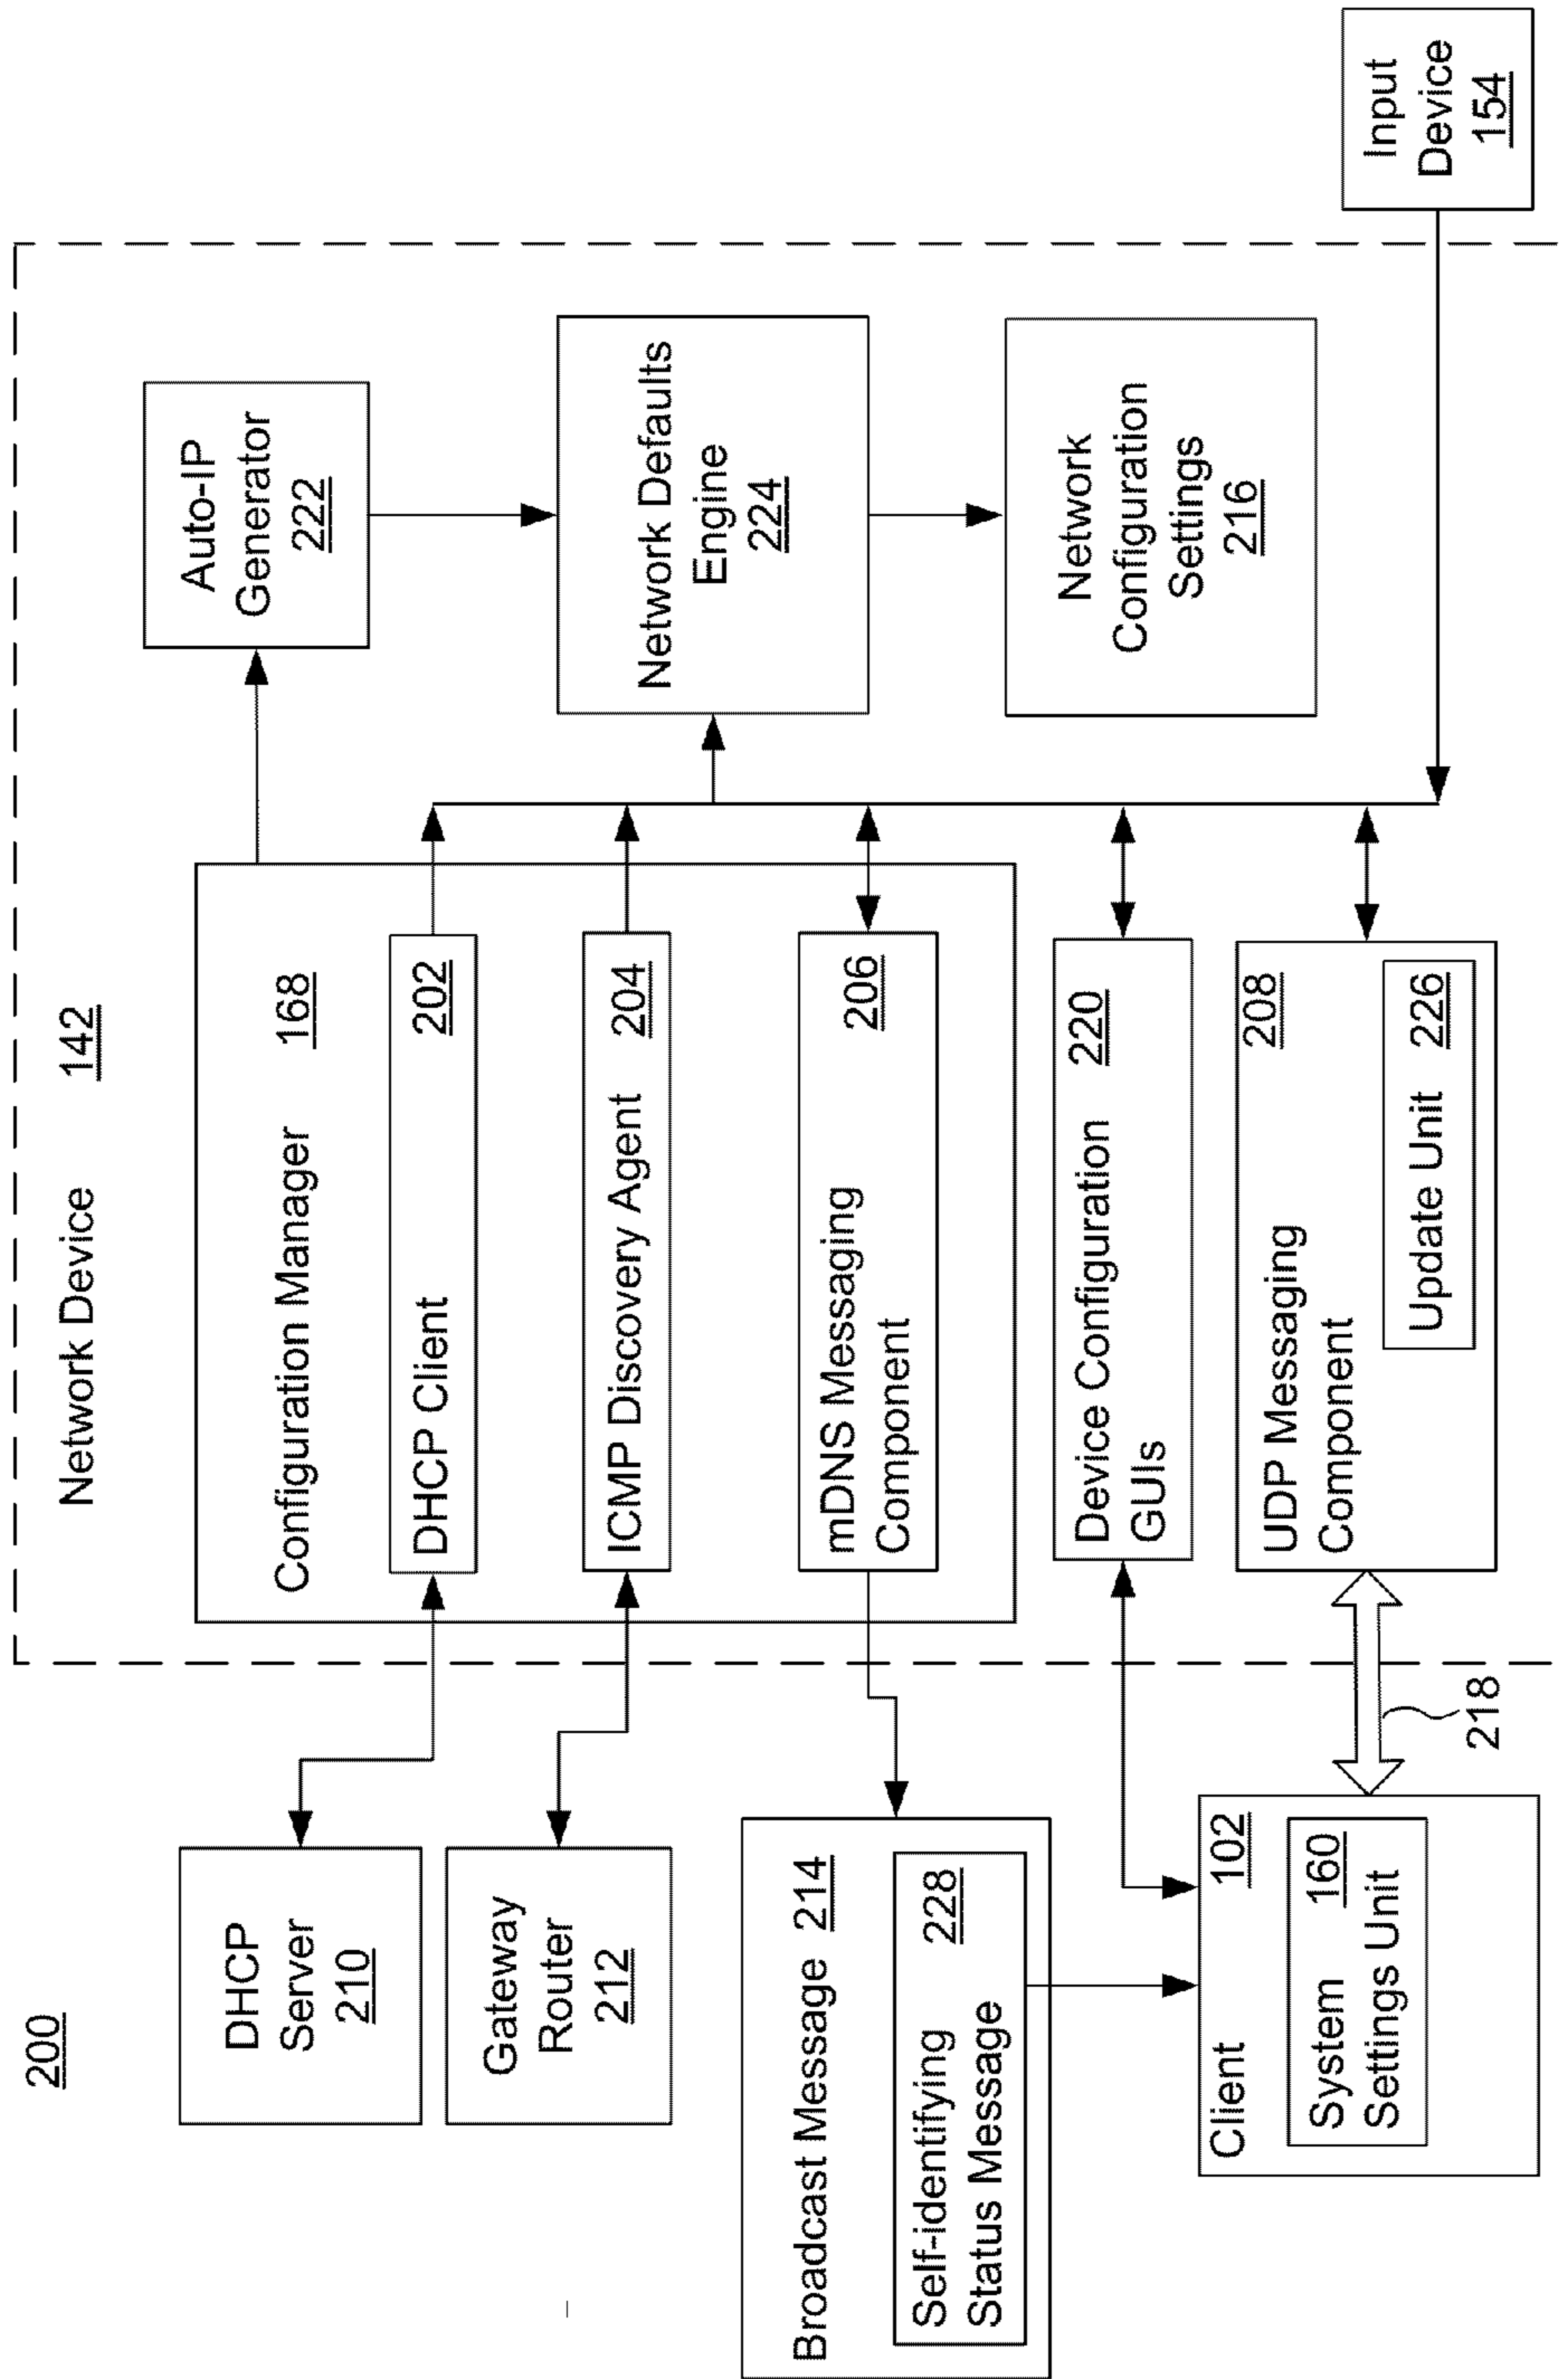 200
Network Device 142
DHCP
Server
210
Gateway
Router
212
Configuration Manager 168
DHCP Client 202
ICMP Discovery Agent 204
mDNS Messaging
Component
206
Auto-IP
Generator
222
Network Defaults
Engine
224
Network
Configuration
Settings
216
Broadcast Message 214
Self-identifying
Status Message
228
Device Configuration
GUIs
220
Client 102
System
Settings Unit
160
218
UDP Messaging
Component
208
Update Unit 226
Input
Device
154